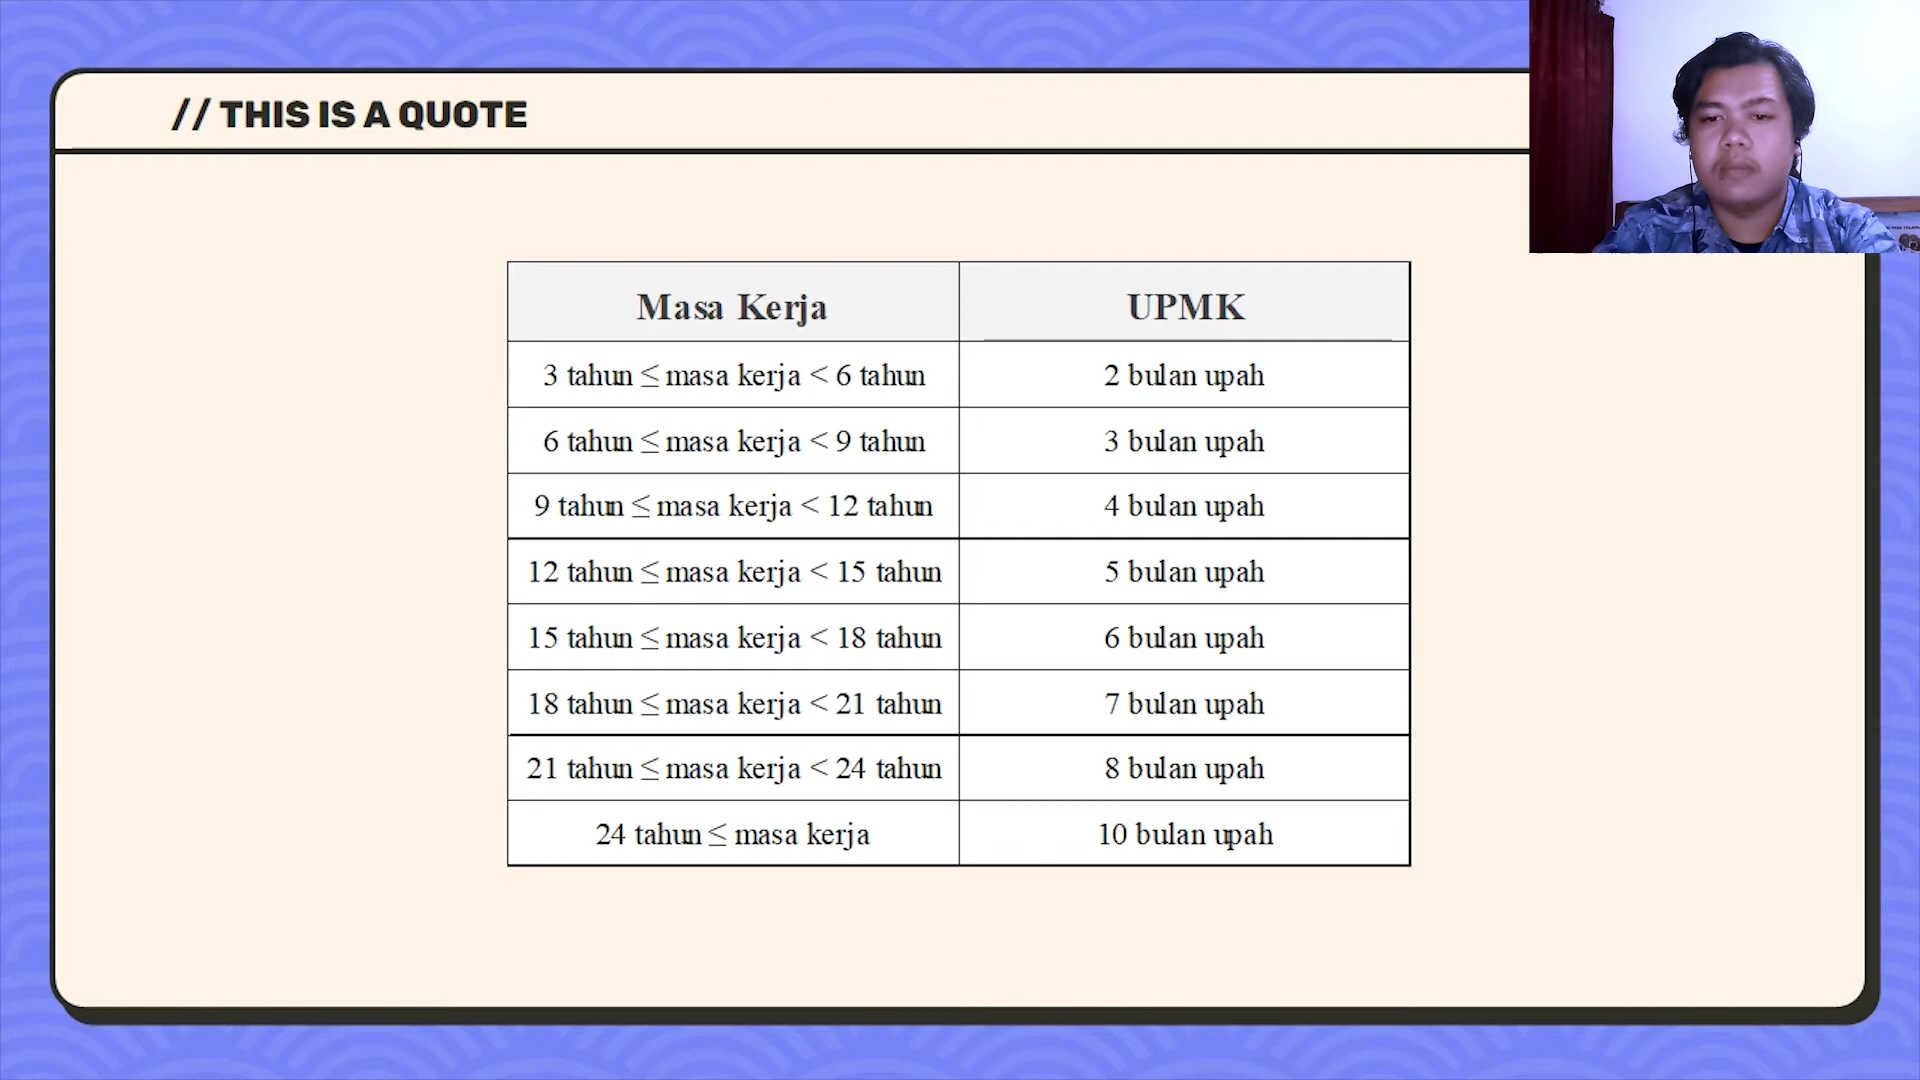 // THIS IS A QUOTE
Masa Kerja UPMK
3 tahun ≤ masa kerja < 6 tahun 2 bulan upah
6 tahun ≤ masa kerja < 9 tahun 3 bulan upah
9 tahun ≤ masa kerja < 12 tahun 4 bulan upah
12 tahun ≤ masa kerja < 15 tahun 5 bulan upah
15 tahun ≤ masa kerja < 18 tahun 6 bulan upah
18 tahun ≤ masa kerja < 21 tahun 7 bulan upah
21 tahun ≤ masa kerja < 24 tahun 8 bulan upah
24 tahun ≤ masa kerja 10 bulan upah